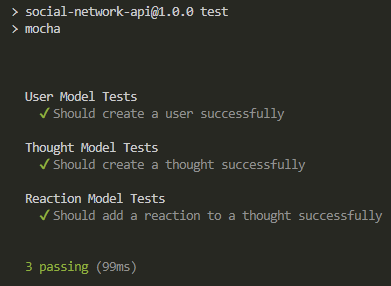 > social-network-api@1.0.0 test
> mocha
User Model Tests
✓ Should create a user successfully
Thought Model Tests
✓ Should create a thought successfully
Reaction Model Tests
✓ Should add a reaction to a thought successfully
3 passing (99ms)